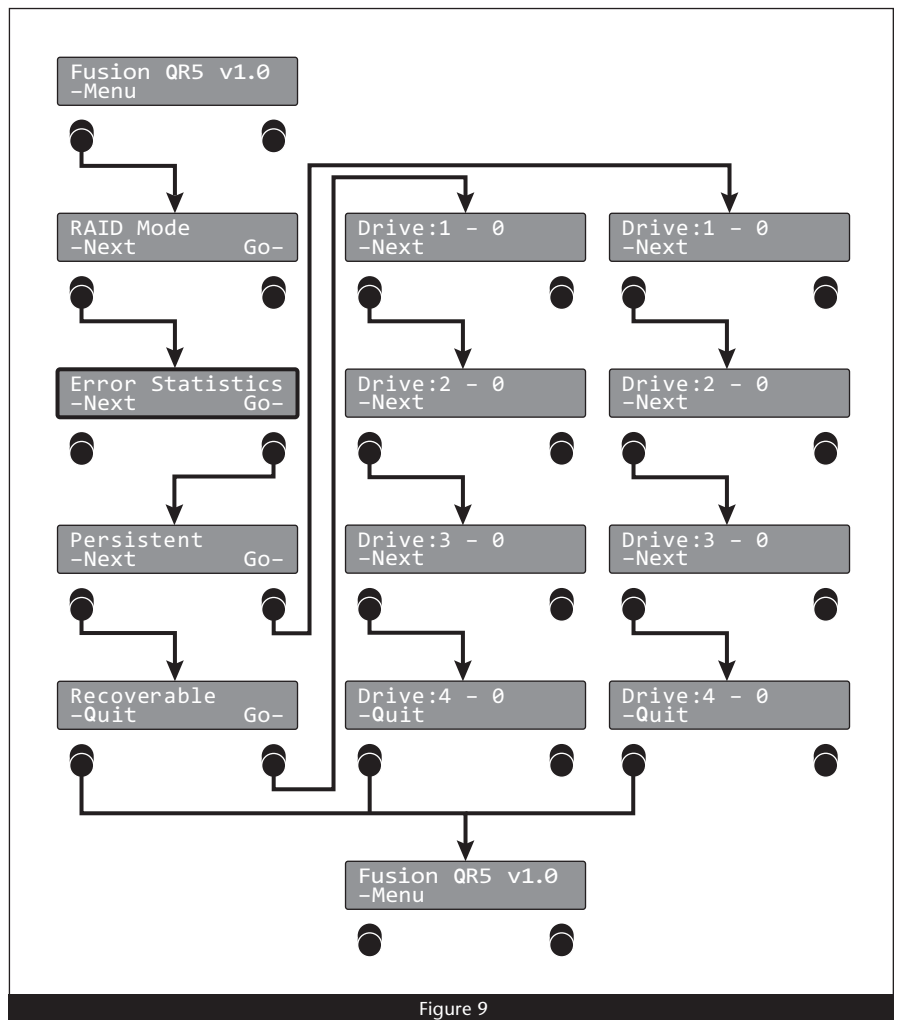 Fusion QR5 v1.0
–Menu
RAID Mode
–Next Go–
Error Statistics
–Next Go–
Persistent
–Next Go–
Recoverable
–Quit Go–
Drive:1 – 0
–Next
Drive:2 – 0
–Next
Drive:3 – 0
–Next
Drive:4 – 0
–Quit
Drive:1 – 0
–Next
Drive:2 – 0
–Next
Drive:3 – 0
–Next
Drive:4 – 0
–Quit
Fusion QR5 v1.0
–Menu
Figure 9